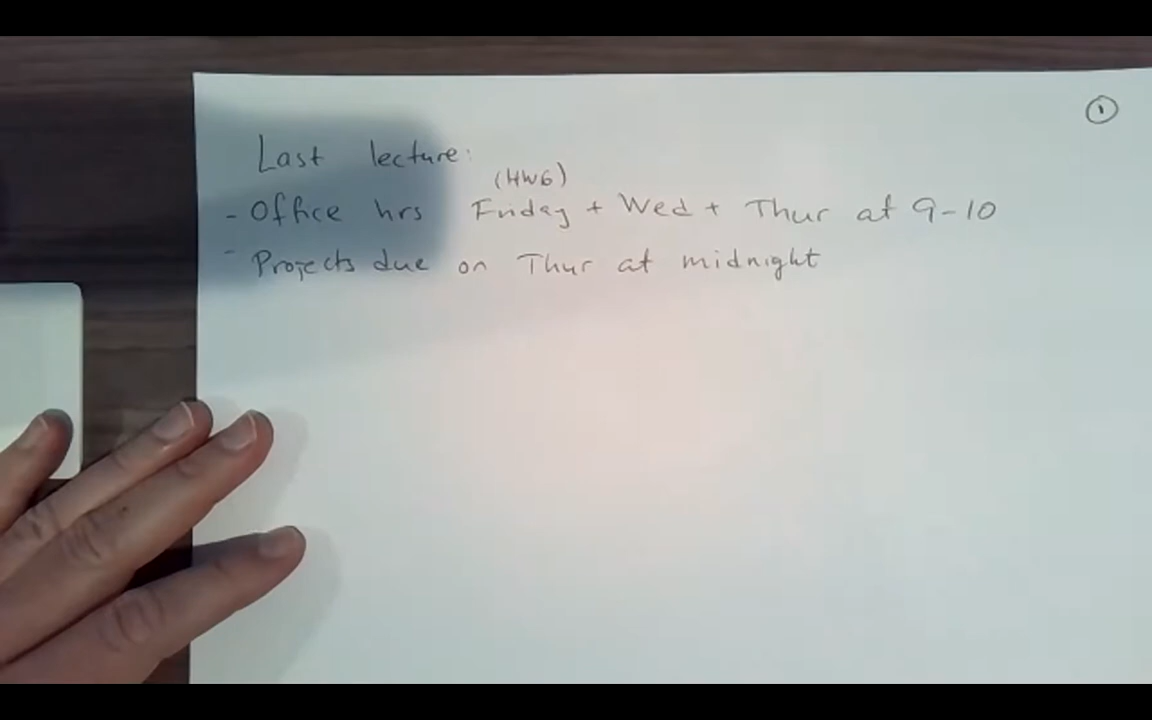 ①
Last lecture:
(HW6)
- Office hrs Friday + Wed + Thur at 9-10
- Projects due on Thur at midnight